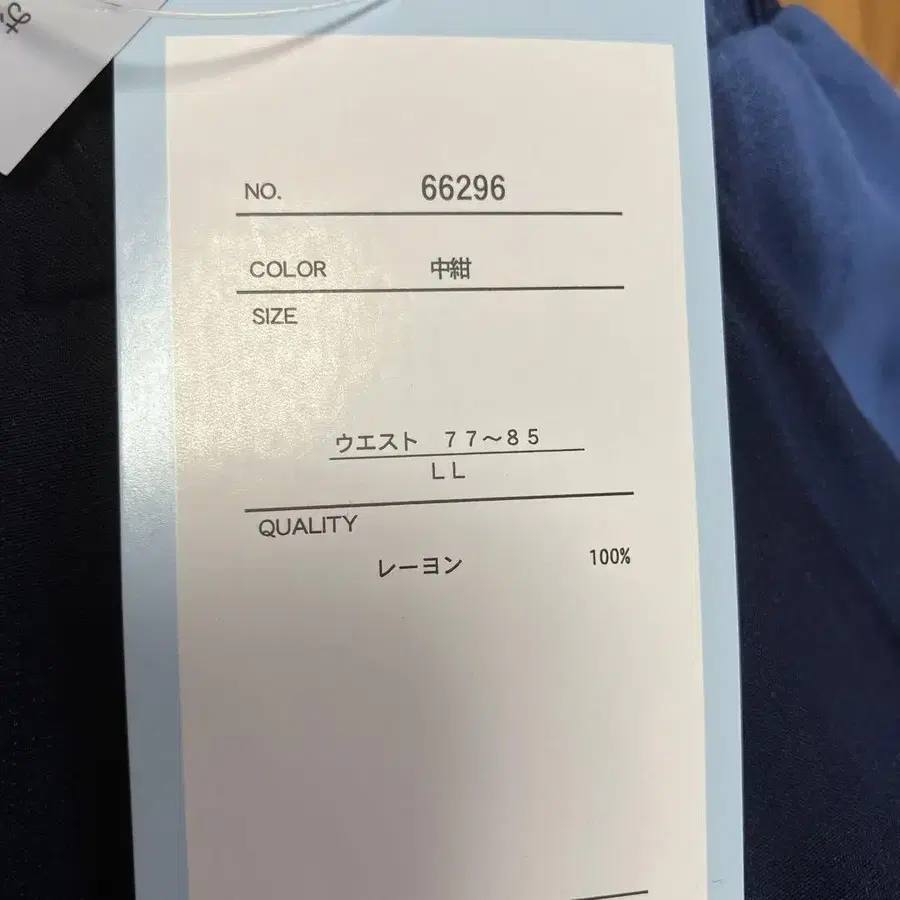 NO. 66296
COLOR 中紺
SIZE
ウエスト 77〜85
LL
QUALITY
レーヨン 100%